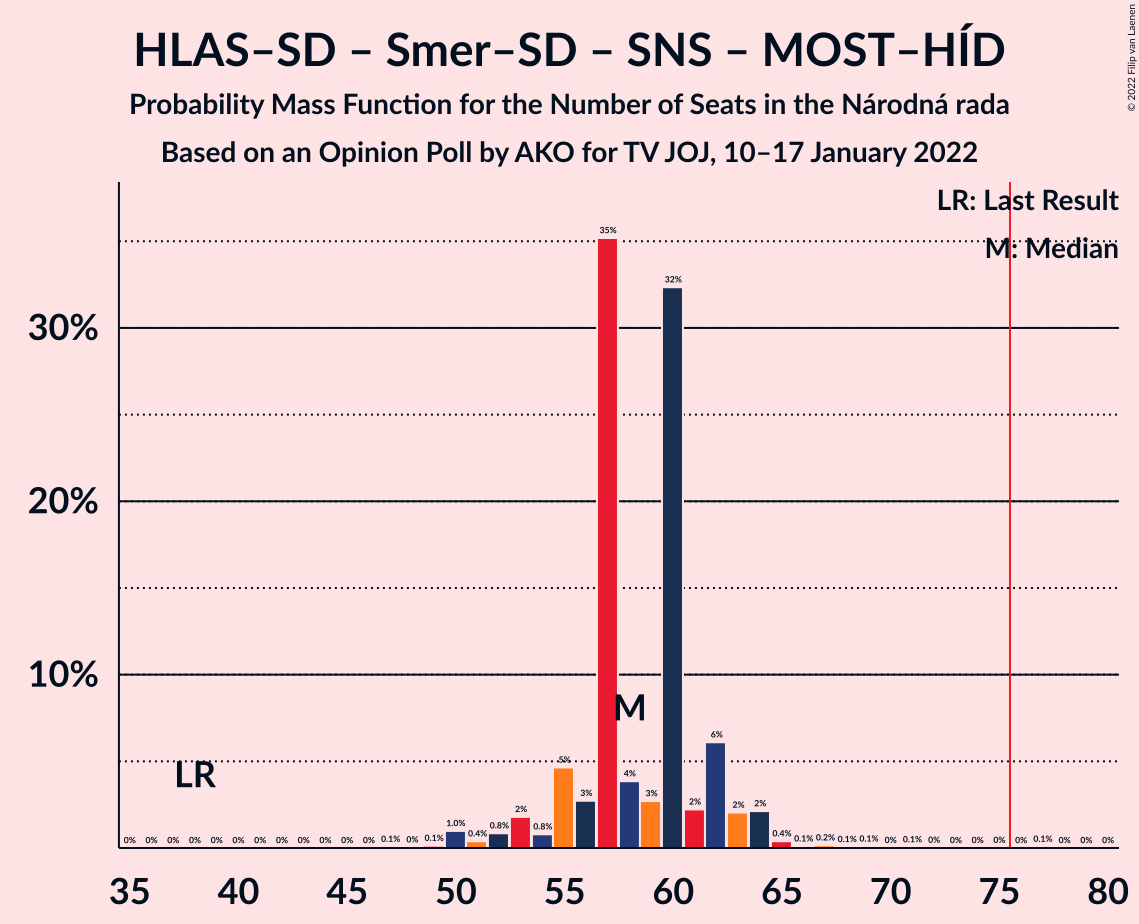 HLAS–SD – Smer–SD – SNS – MOST–HÍD
Probability Mass Function for the Number of Seats in the Národná rada
Based on an Opinion Poll by AKO for TV JOJ, 10–17 January 2022
© 2022 Filip van Laenen
LR: Last Result
M: Median
30%
20%
10%
LR
M
0% 0% 0% 0% 0% 0% 0% 0% 0% 0% 0% 0% 0.1% 0% 0.1% 1.0% 0.4% 0.8% 2% 0.8% 5% 3% 35% 4% 3% 32% 2% 6% 2% 2% 0.4% 0.1% 0.2% 0.1% 0.1% 0% 0.1% 0% 0% 0% 0% 0% 0.1% 0% 0% 0%
35 40 45 50 55 60 65 70 75 80